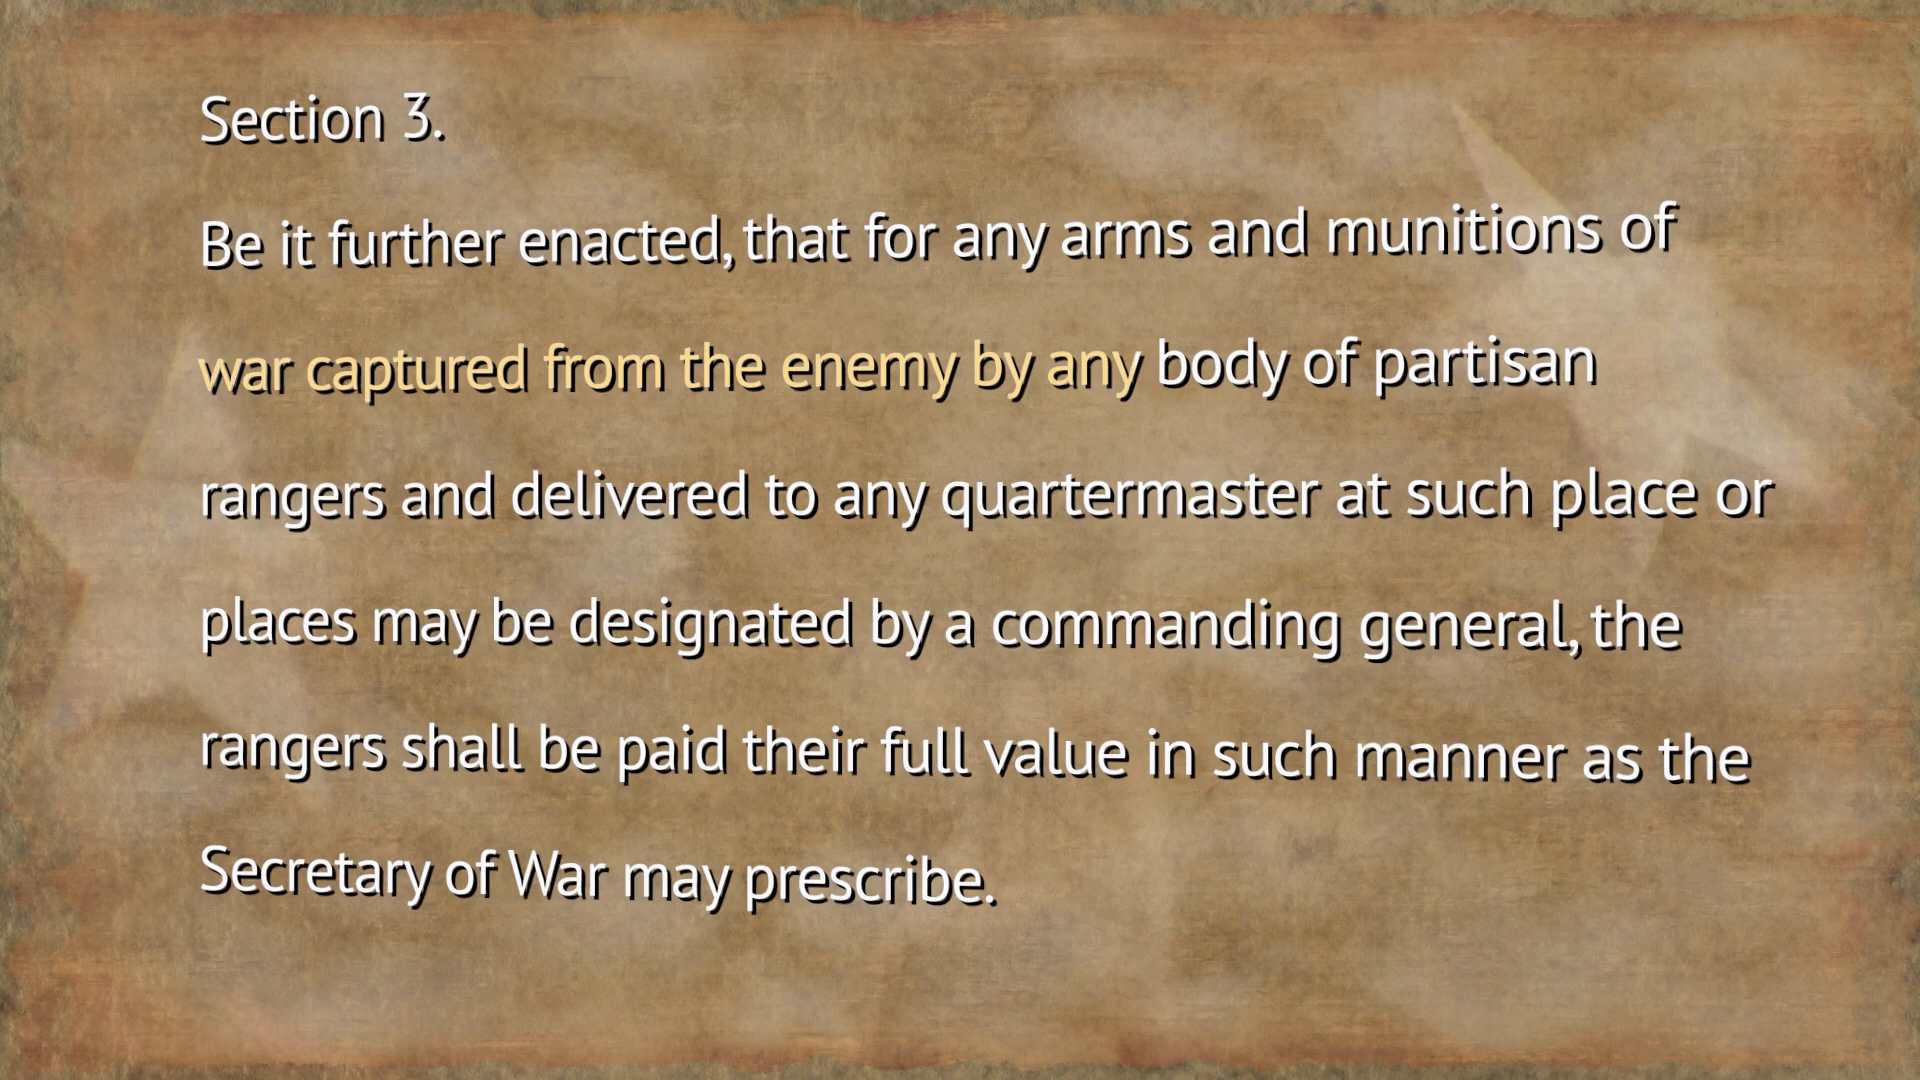 Section 3.
Be it further enacted, that for any arms and munitions of
war captured from the enemy by any body of partisan
rangers and delivered to any quartermaster at such place or
places may be designated by a commanding general, the
rangers shall be paid their full value in such manner as the
Secretary of War may prescribe.